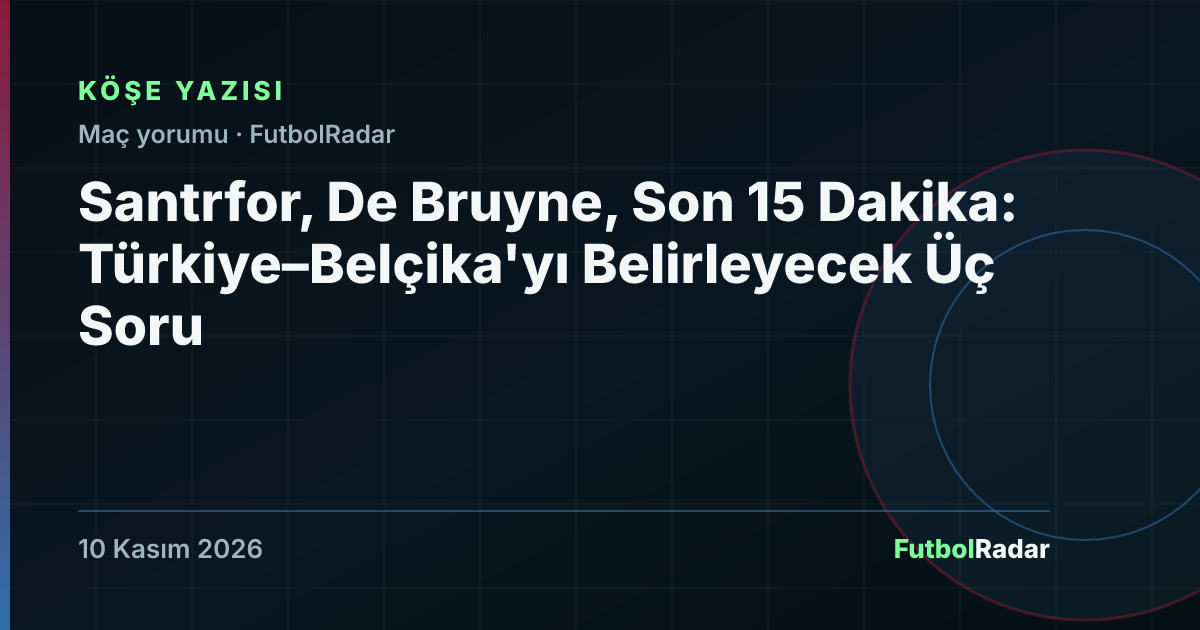 KÖŞE YAZISI
Maç yorumu · FutbolRadar
Santrfor, De Bruyne, Son 15 Dakika:
Türkiye–Belçika'yı Belirleyecek Üç
Soru
10 Kasım 2026
FutbolRadar